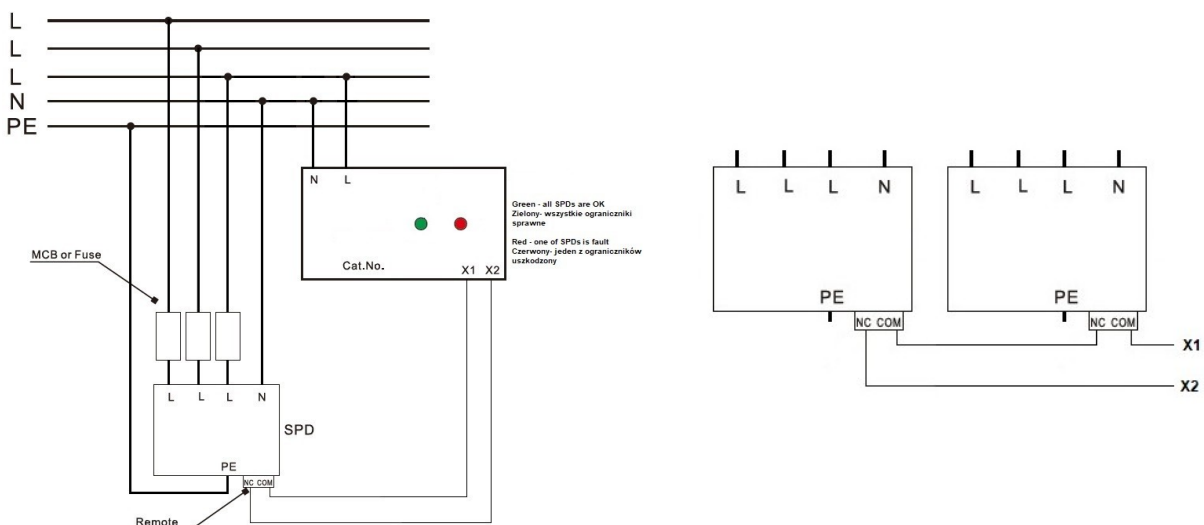 L
L
L
N
PE
N L
Green - all SPDs are OK
Zielony- wszystkie ograniczniki
sprawne
Red - one of SPDs is fault
Czerwony- jeden z ograniczników
uszkodzony
Cat.No.
X1 X2
MCB or Fuse
L L L N
SPD
PE
NC COM
Remote
L L L N
PE
NC COM
L L L N
PE
NC COM
X1
X2